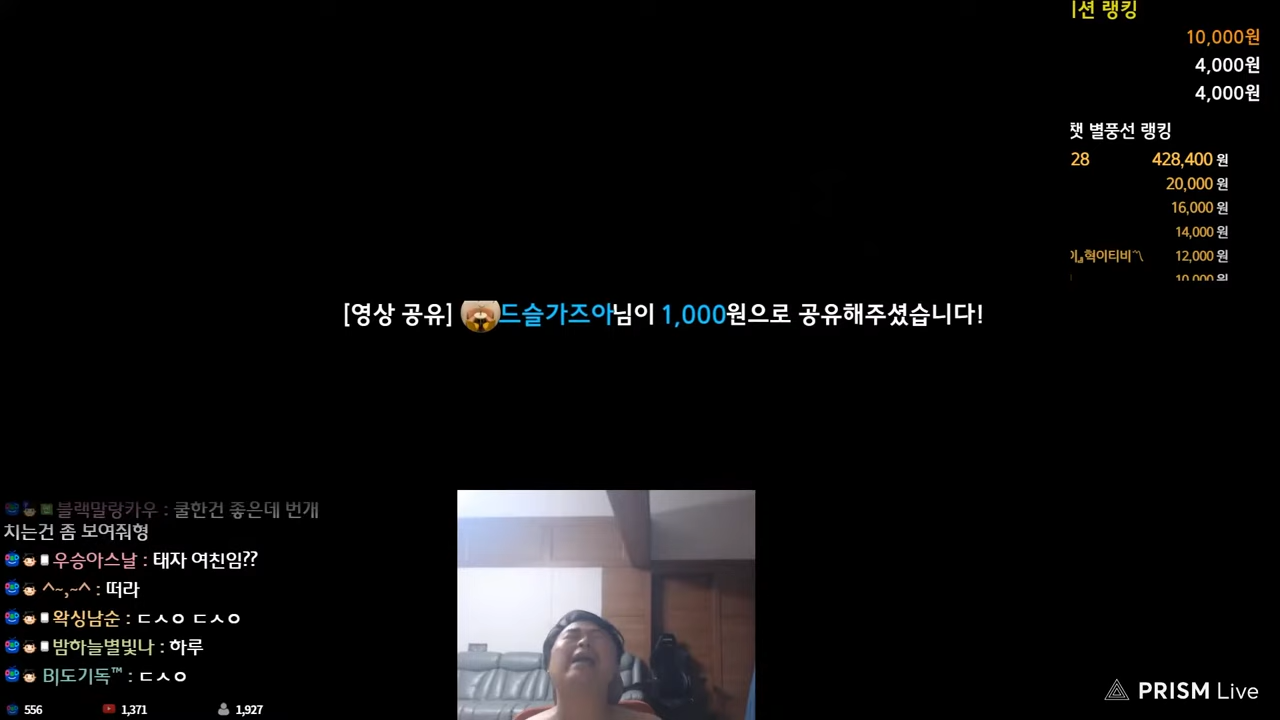 션 랭킹
10,000원
4,000원
4,000원
챗 별풍선 랭킹
28 428,400 원
20,000 원
16,000 원
14,000 원
혁이티비 12,000 원
10,000 원
[영상 공유] 드슬가즈아님이 1,000원으로 공유해주셨습니다!
블랙말랑카우 : 쿨한건 좋은데 번개
치는건 좀 보여줘형
우승아스날 : 태자 여친임??
^~,~^ : 떠라
왁싱남순 : ㄷㅅㅇ ㄷㅅㅇ
밤하늘별빛나 : 하루
BJ도기독™ : ㄷㅅㅇ
556 1,371 1,927
PRISM Live